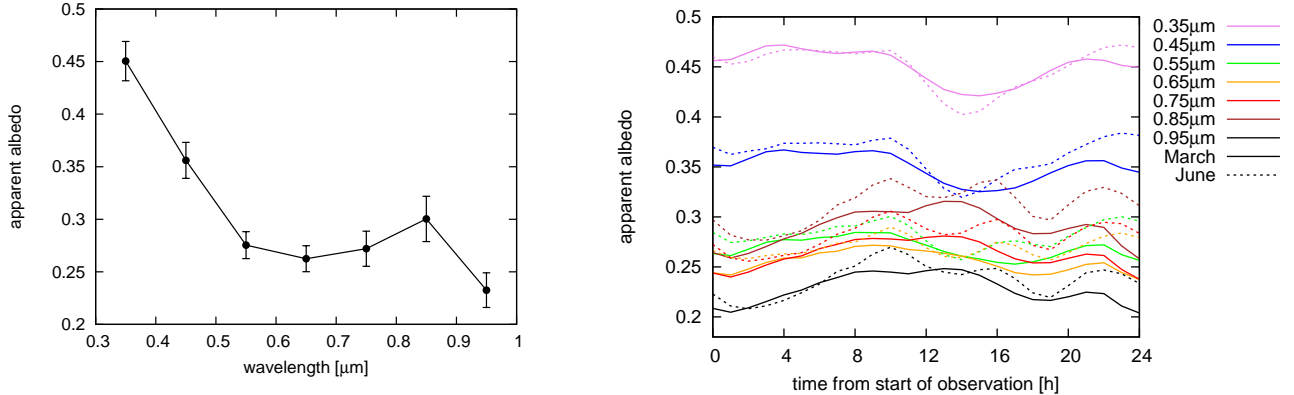 apparent albedo
0.5
0.45
0.4
0.35
0.3
0.25
0.2
0.3 0.4 0.5 0.6 0.7 0.8 0.9 1
wavelength [μm]
apparent albedo
0.5
0.45
0.4
0.35
0.3
0.25
0.2
0 4 8 12 16 20 24
time from start of observation [h]
0.35μm
0.45μm
0.55μm
0.65μm
0.75μm
0.85μm
0.95μm
March
June